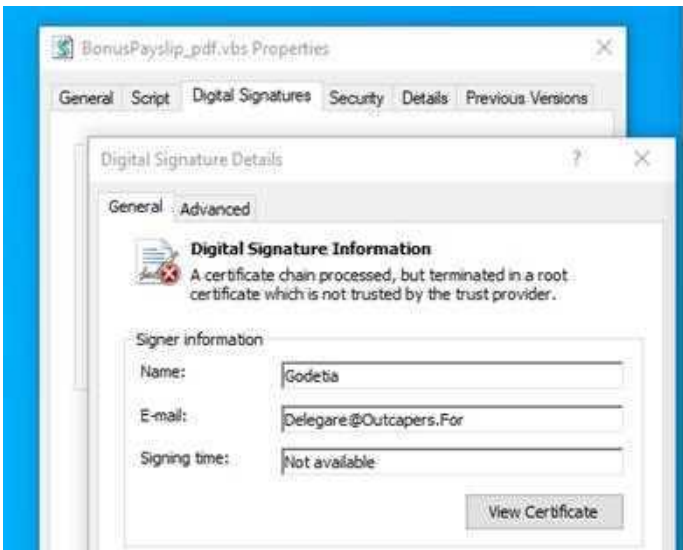 BonusPayslip_pdf.vbs Properties
General Script Digital Signatures Security Details Previous Versions
Digital Signature Details
General Advanced
Digital Signature Information
A certificate chain processed, but terminated in a root
certificate which is not trusted by the trust provider.
Signer information
Name: Godetia
E-mail: Delegare@Outcapers.For
Signing time: Not available
View Certificate